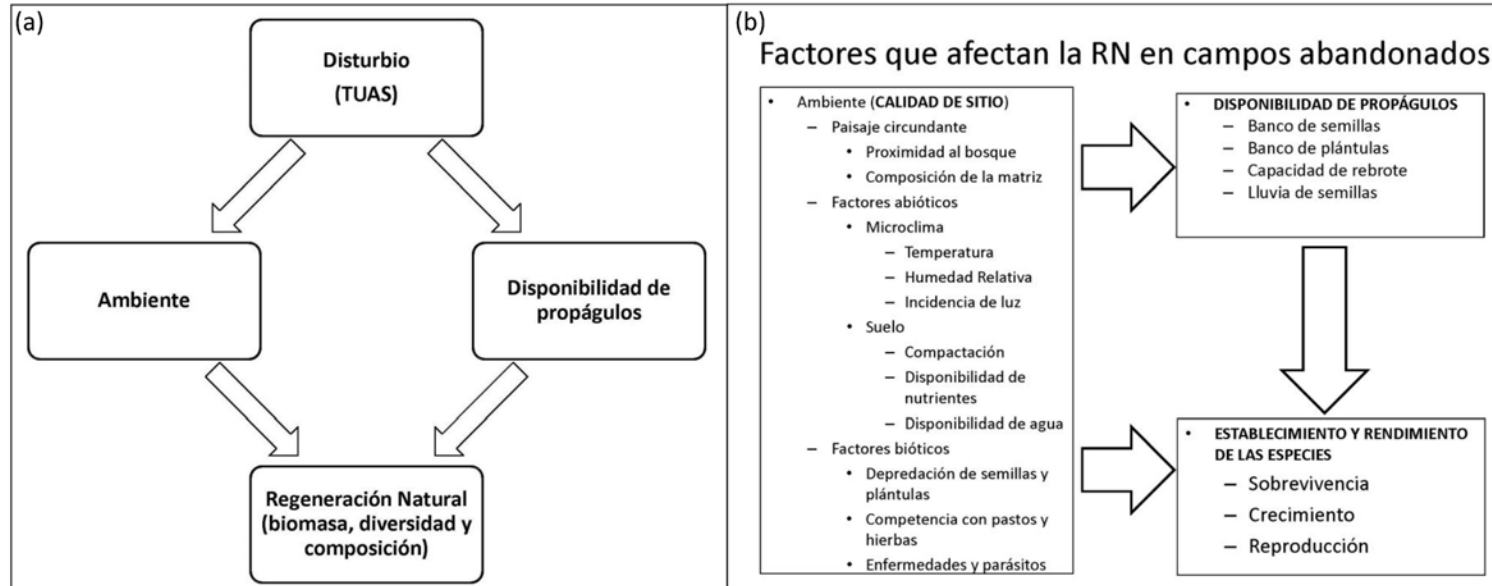 (a)
Disturbio
(TUAS)
Ambiente
Disponibilidad de
propágulos
Regeneración Natural
(biomasa, diversidad y
composición)
(b)
Factores que afectan la RN en campos abandonados
• Ambiente (CALIDAD DE SITIO)
– Paisaje circundante
• Proximidad al bosque
• Composición de la matriz
– Factores abióticos
• Microclima
– Temperatura
– Humedad Relativa
– Incidencia de luz
• Suelo
– Compactación
– Disponibilidad de
nutrientes
– Disponibilidad de agua
– Factores bióticos
• Depredación de semillas y
plántulas
• Competencia con pastos y
hierbas
• Enfermedades y parásitos
• DISPONIBILIDAD DE PROPÁGULOS
– Banco de semillas
– Banco de plántulas
– Capacidad de rebrote
– Lluvia de semillas
• ESTABLECIMIENTO Y RENDIMIENTO
DE LAS ESPECIES
– Sobrevivencia
– Crecimiento
– Reproducción